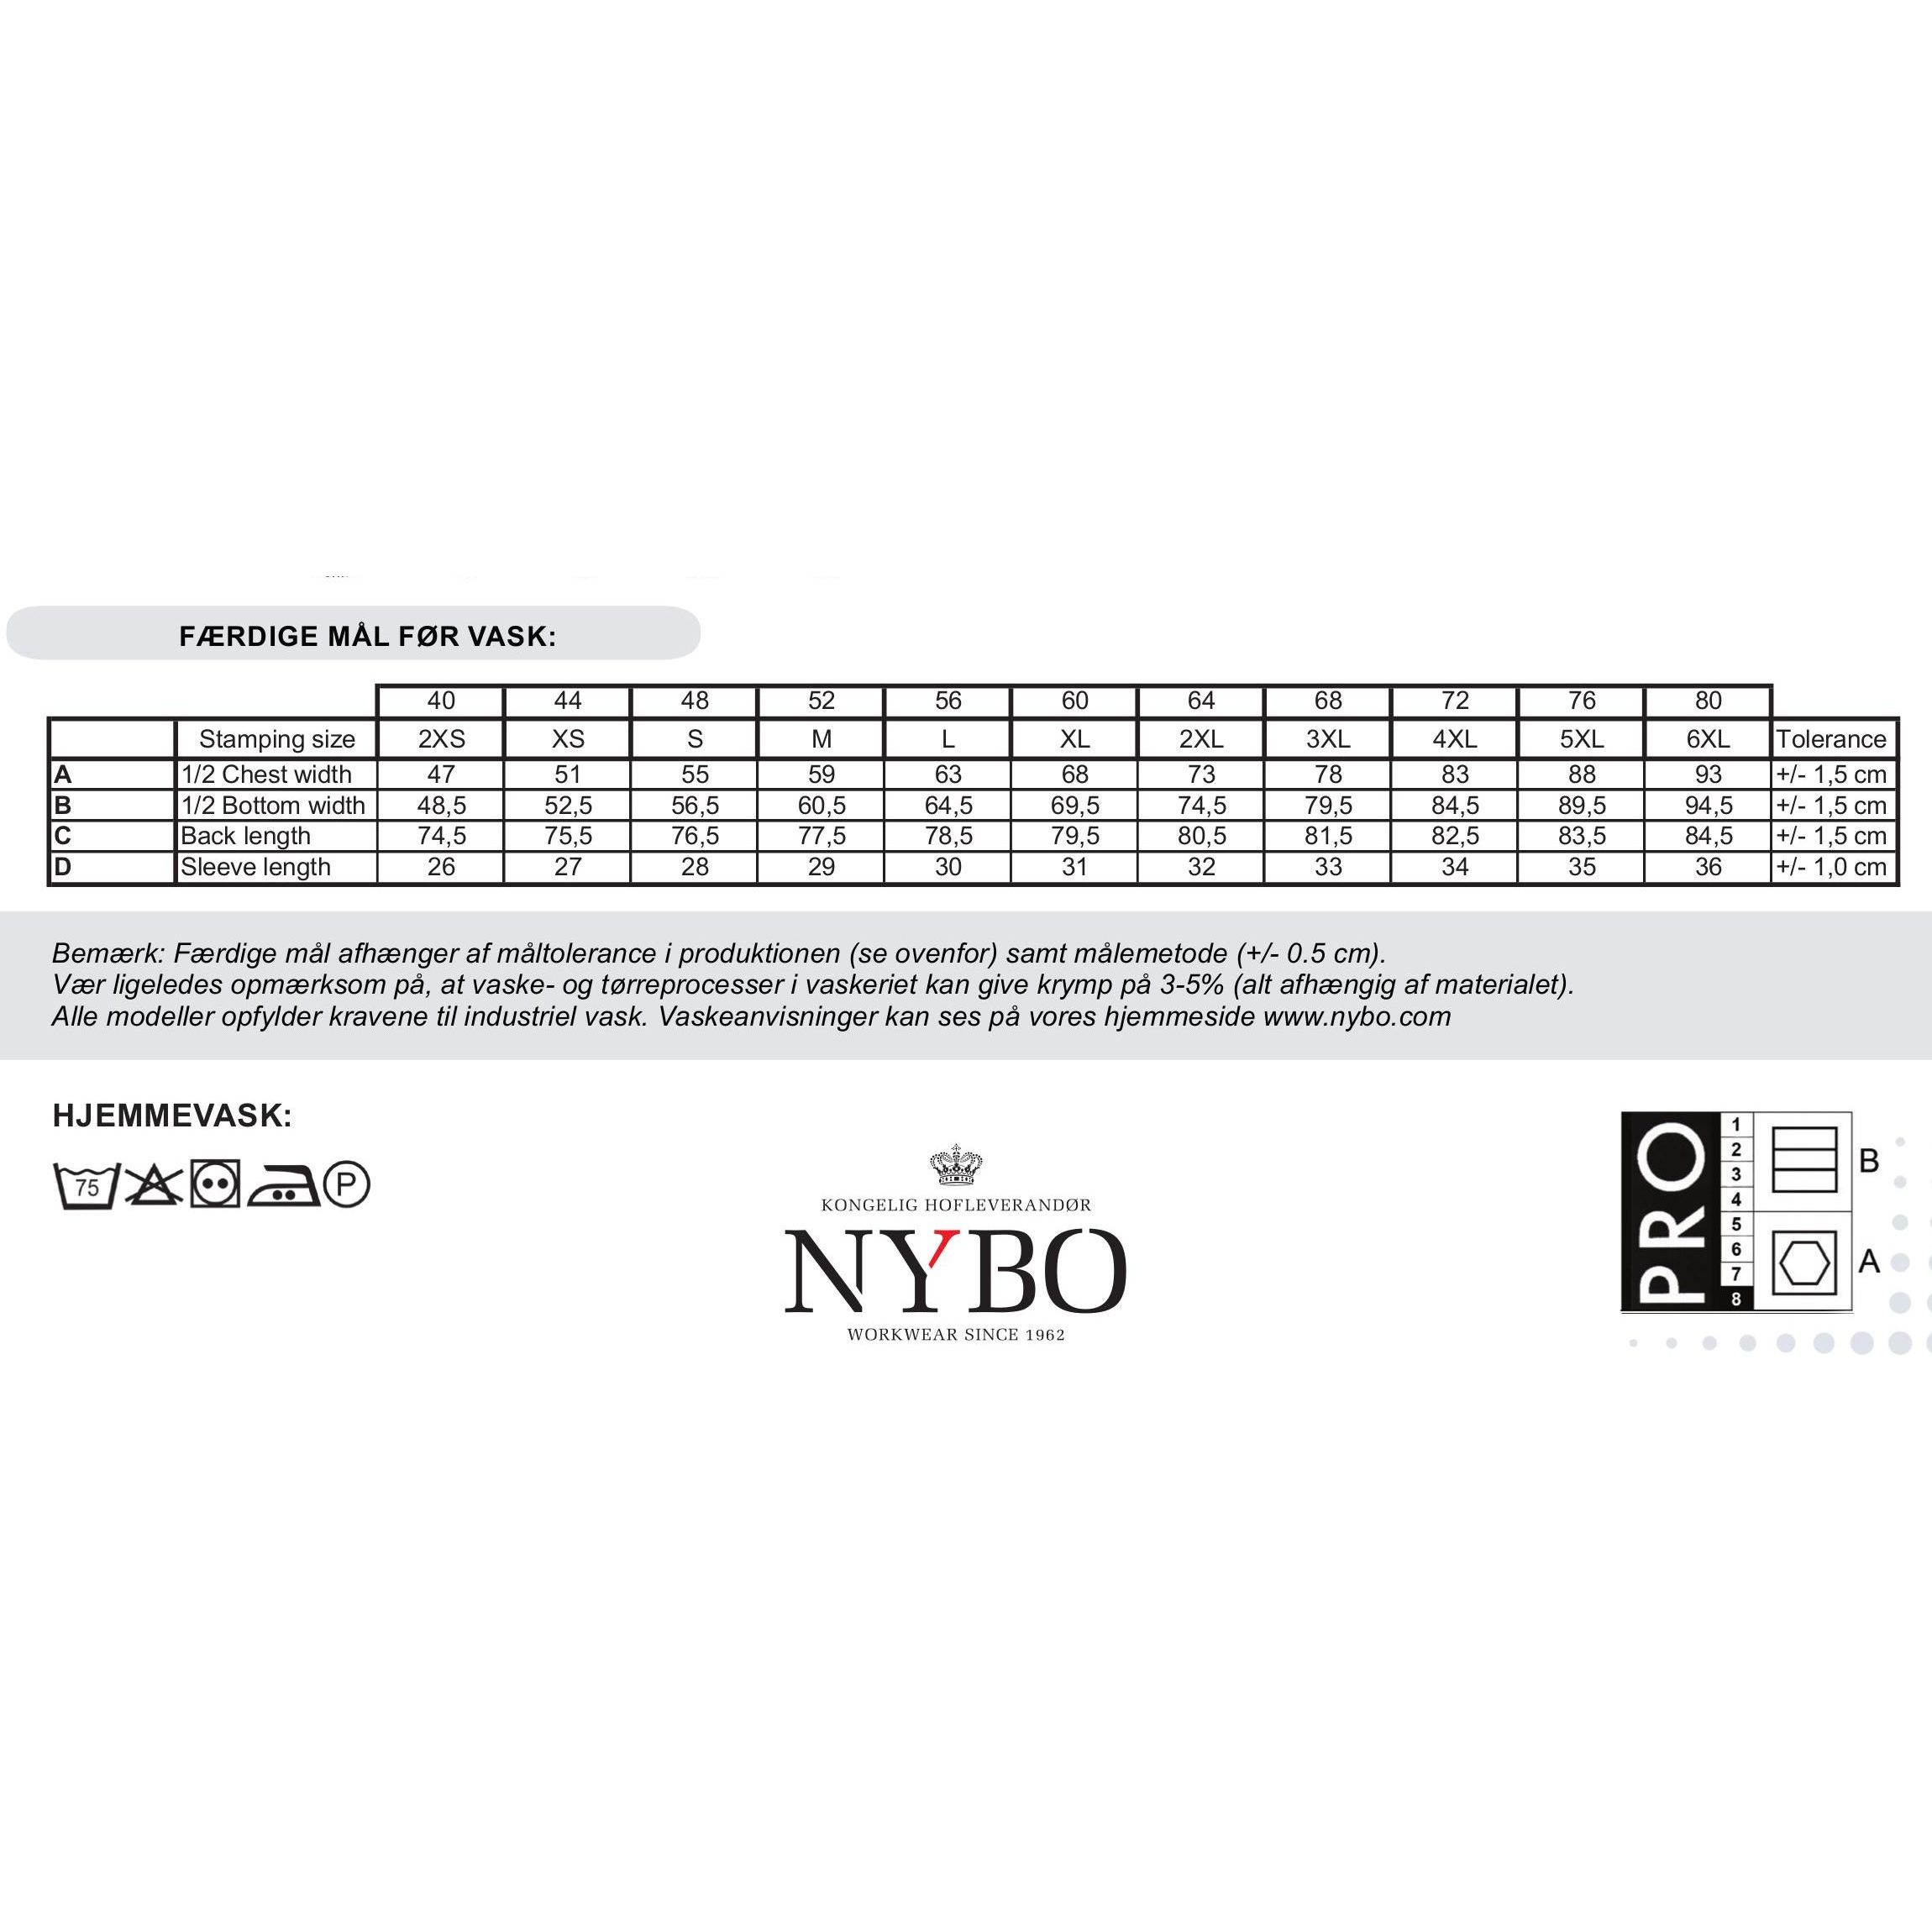 FÆRDIGE MÅL FØR VASK:
40 44 48 52 56 60 64 68 72 76 80
Stamping size 2XS XS S M L XL 2XL 3XL 4XL 5XL 6XL Tolerance
A 1/2 Chest width 47 51 55 59 63 68 73 78 83 88 93 +/- 1,5 cm
B 1/2 Bottom width 48,5 52,5 56,5 60,5 64,5 69,5 74,5 79,5 84,5 89,5 94,5 +/- 1,5 cm
C Back length 74,5 75,5 76,5 77,5 78,5 79,5 80,5 81,5 82,5 83,5 84,5 +/- 1,5 cm
D Sleeve length 26 27 28 29 30 31 32 33 34 35 36 +/- 1,0 cm
Bemærk: Færdige mål afhænger af måltolerance i produktionen (se ovenfor) samt målemetode (+/- 0.5 cm).
Vær ligeledes opmærksom på, at vaske- og tørreprocesser i vaskeriet kan give krymp på 3-5% (alt afhængig af materialet).
Alle modeller opfylder kravene til industriel vask. Vaskeanvisninger kan ses på vores hjemmeside www.nybo.com
HJEMMEVASK:
75 P
KONGELIG HOFLEVERANDØR
NYBO
WORKWEAR SINCE 1962
PRO
1
2
3
4
5
6
7
8
B
A